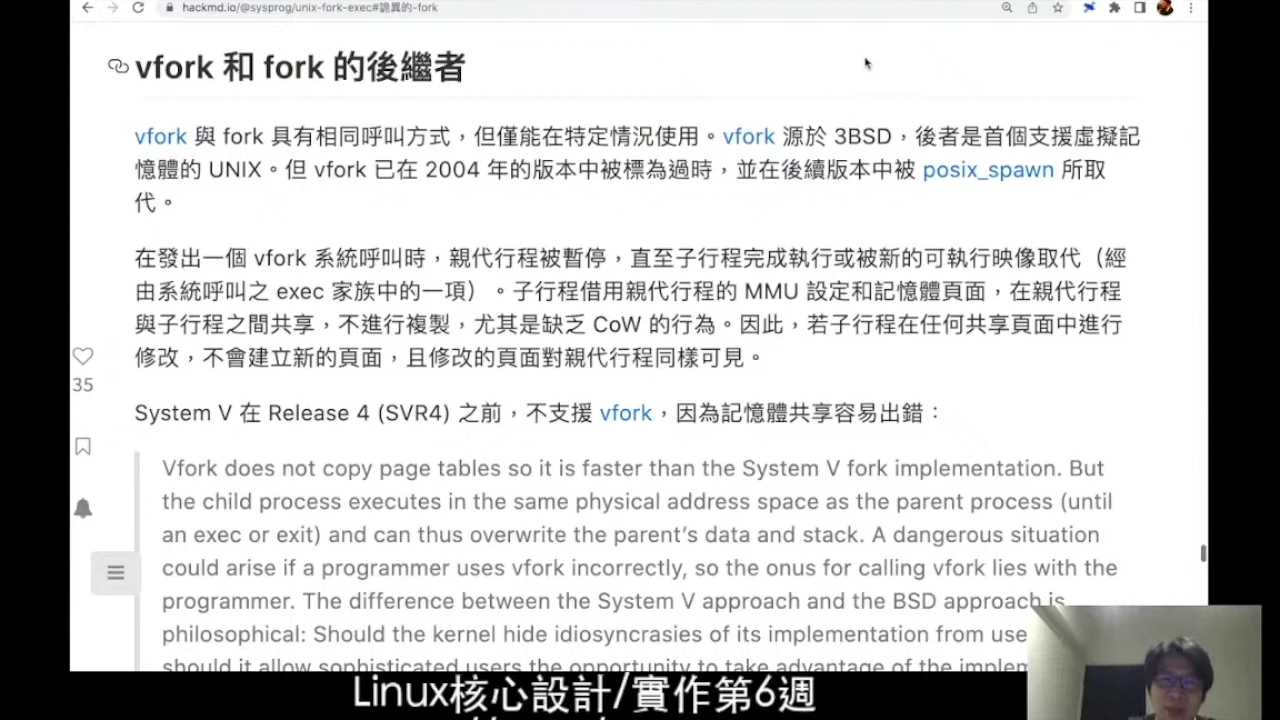 hackmd.io/@sysprog/unix-fork-exec#詭異的-fork
vfork 和 fork 的後繼者
vfork 與 fork 具有相同呼叫方式，但僅能在特定情況使用。vfork 源於 3BSD，後者是首個支援虛擬記
憶體的 UNIX。但 vfork 已在 2004 年的版本中被標為過時，並在後續版本中被 posix_spawn 所取
代。
在發出一個 vfork 系統呼叫時，親代行程被暫停，直至子行程完成執行或被新的可執行映像取代（經
由系統呼叫之 exec 家族中的一項）。子行程借用親代行程的 MMU 設定和記憶體頁面，在親代行程
與子行程之間共享，不進行複製，尤其是缺乏 CoW 的行為。因此，若子行程在任何共享頁面中進行
修改，不會建立新的頁面，且修改的頁面對親代行程同樣可見。
35
System V 在 Release 4 (SVR4) 之前，不支援 vfork，因為記憶體共享容易出錯：
Vfork does not copy page tables so it is faster than the System V fork implementation. But
the child process executes in the same physical address space as the parent process (until
an exec or exit) and can thus overwrite the parent’s data and stack. A dangerous situation
could arise if a programmer uses vfork incorrectly, so the onus for calling vfork lies with the
programmer. The difference between the System V approach and the BSD approach is
philosophical: Should the kernel hide idiosyncrasies of its implementation from use
should it allow sophisticated users the opportunity to take advantage of the implem
Linux核心設計/實作第6週